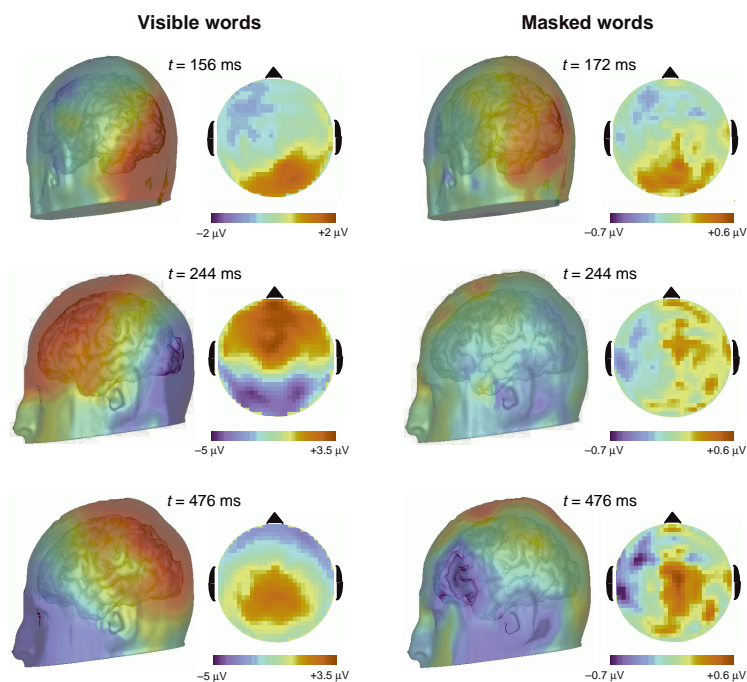 Visible words
Masked words
t = 156 ms
t = 172 ms
–2 μV +2 μV
–0.7 μV +0.6 μV
t = 244 ms
t = 244 ms
–5 μV +3.5 μV
–0.7 μV +0.6 μV
t = 476 ms
t = 476 ms
–5 μV +3.5 μV
–0.7 μV +0.6 μV